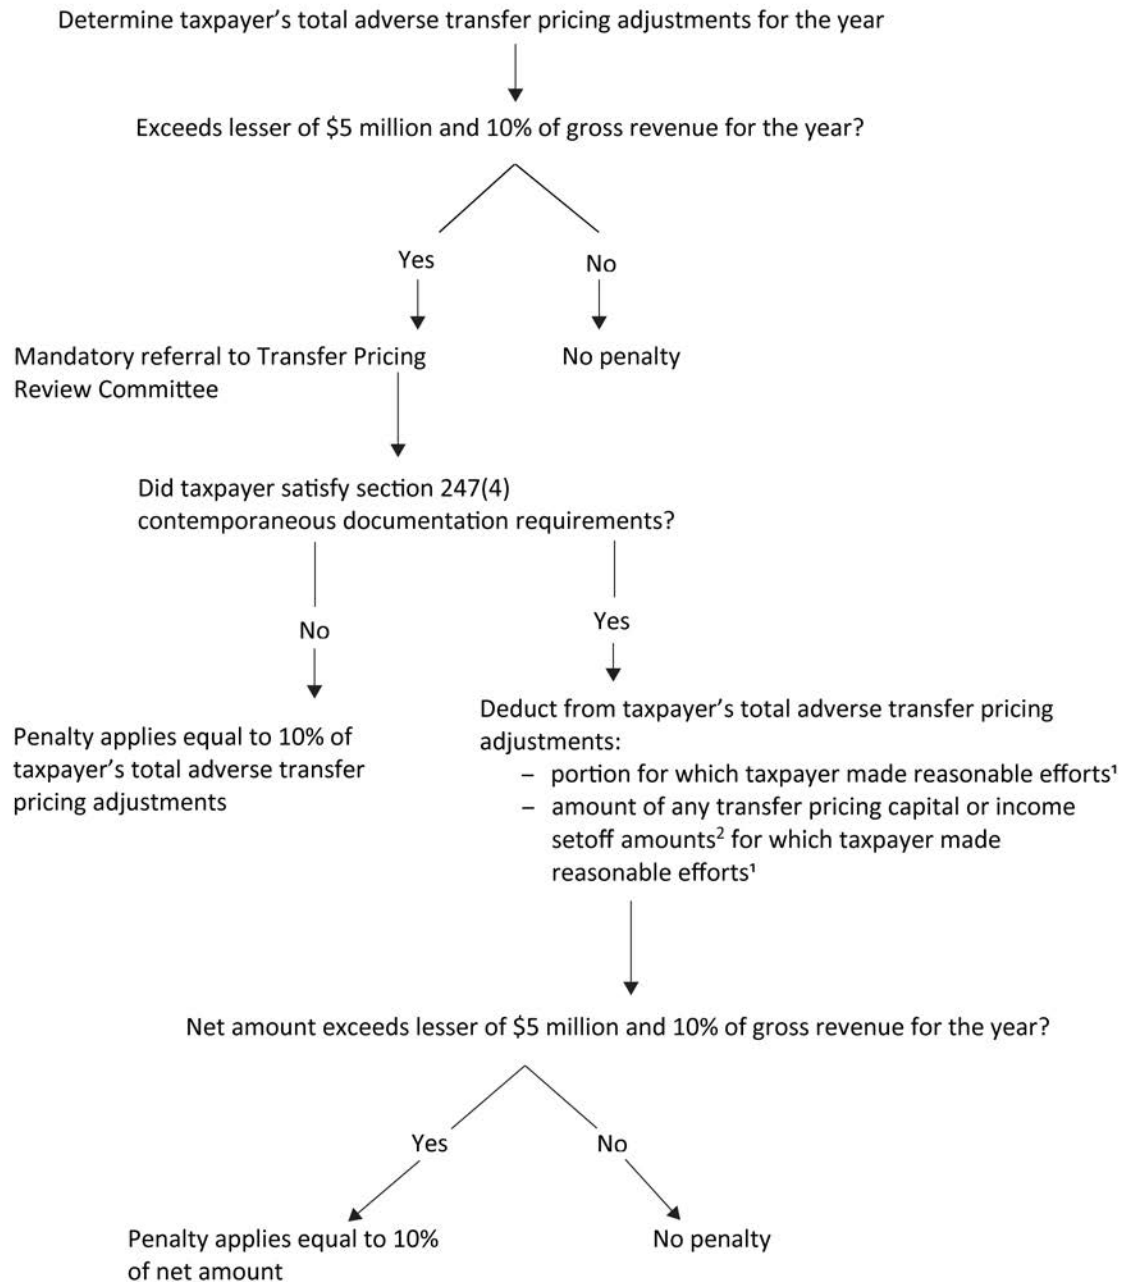 Determine taxpayer’s total adverse transfer pricing adjustments for the year
Exceeds lesser of $5 million and 10% of gross revenue for the year?
Yes
No
Mandatory referral to Transfer Pricing
Review Committee
No penalty
Did taxpayer satisfy section 247(4)
contemporaneous documentation requirements?
No
Yes
Penalty applies equal to 10% of
taxpayer’s total adverse transfer
pricing adjustments
Deduct from taxpayer’s total adverse transfer pricing
adjustments:
– portion for which taxpayer made reasonable efforts¹
– amount of any transfer pricing capital or income
setoff amounts² for which taxpayer made
reasonable efforts¹
Net amount exceeds lesser of $5 million and 10% of gross revenue for the year?
Yes
No
Penalty applies equal to 10%
of net amount
No penalty